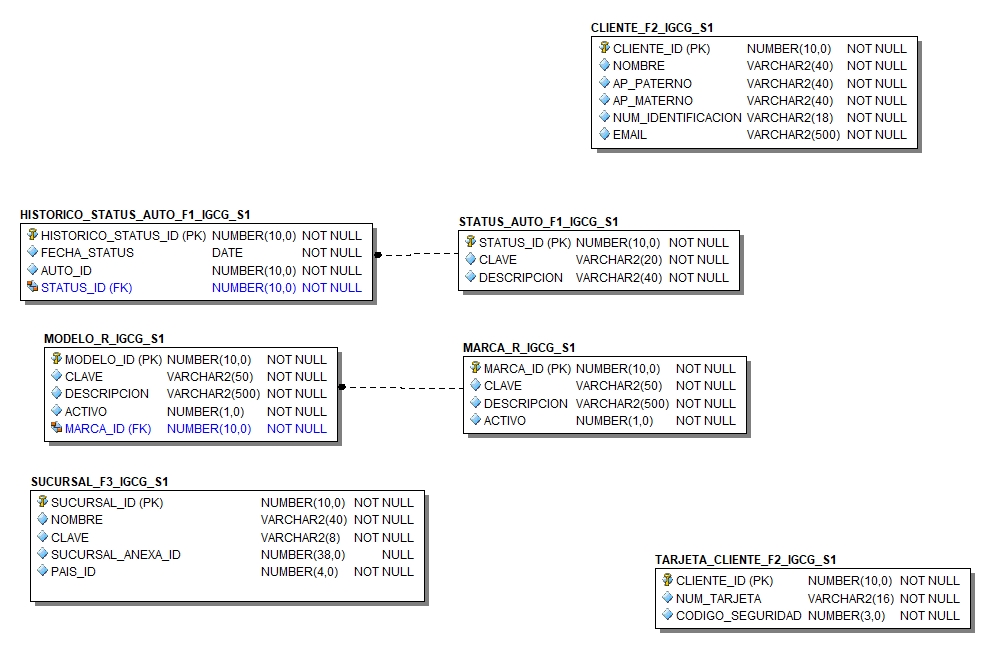 CLIENTE_F2_IGCG_S1
CLIENTE_ID (PK) NUMBER(10,0) NOT NULL
NOMBRE VARCHAR2(40) NOT NULL
AP_PATERNO VARCHAR2(40) NOT NULL
AP_MATERNO VARCHAR2(40) NOT NULL
NUM_IDENTIFICACION VARCHAR2(18) NOT NULL
EMAIL VARCHAR2(500) NOT NULL
HISTORICO_STATUS_AUTO_F1_IGCG_S1
HISTORICO_STATUS_ID (PK) NUMBER(10,0) NOT NULL
FECHA_STATUS DATE NOT NULL
AUTO_ID NUMBER(10,0) NOT NULL
STATUS_ID (FK) NUMBER(10,0) NOT NULL
STATUS_AUTO_F1_IGCG_S1
STATUS_ID (PK) NUMBER(10,0) NOT NULL
CLAVE VARCHAR2(20) NOT NULL
DESCRIPCION VARCHAR2(40) NOT NULL
MODELO_R_IGCG_S1
MODELO_ID (PK) NUMBER(10,0) NOT NULL
CLAVE VARCHAR2(50) NOT NULL
DESCRIPCION VARCHAR2(500) NOT NULL
ACTIVO NUMBER(1,0) NOT NULL
MARCA_ID (FK) NUMBER(10,0) NOT NULL
MARCA_R_IGCG_S1
MARCA_ID (PK) NUMBER(10,0) NOT NULL
CLAVE VARCHAR2(50) NOT NULL
DESCRIPCION VARCHAR2(500) NOT NULL
ACTIVO NUMBER(1,0) NOT NULL
SUCURSAL_F3_IGCG_S1
SUCURSAL_ID (PK) NUMBER(10,0) NOT NULL
NOMBRE VARCHAR2(40) NOT NULL
CLAVE VARCHAR2(8) NOT NULL
SUCURSAL_ANEXA_ID NUMBER(38,0) NULL
PAIS_ID NUMBER(4,0) NOT NULL
TARJETA_CLIENTE_F2_IGCG_S1
CLIENTE_ID (PK) NUMBER(10,0) NOT NULL
NUM_TARJETA VARCHAR2(16) NOT NULL
CODIGO_SEGURIDAD NUMBER(3,0) NOT NULL